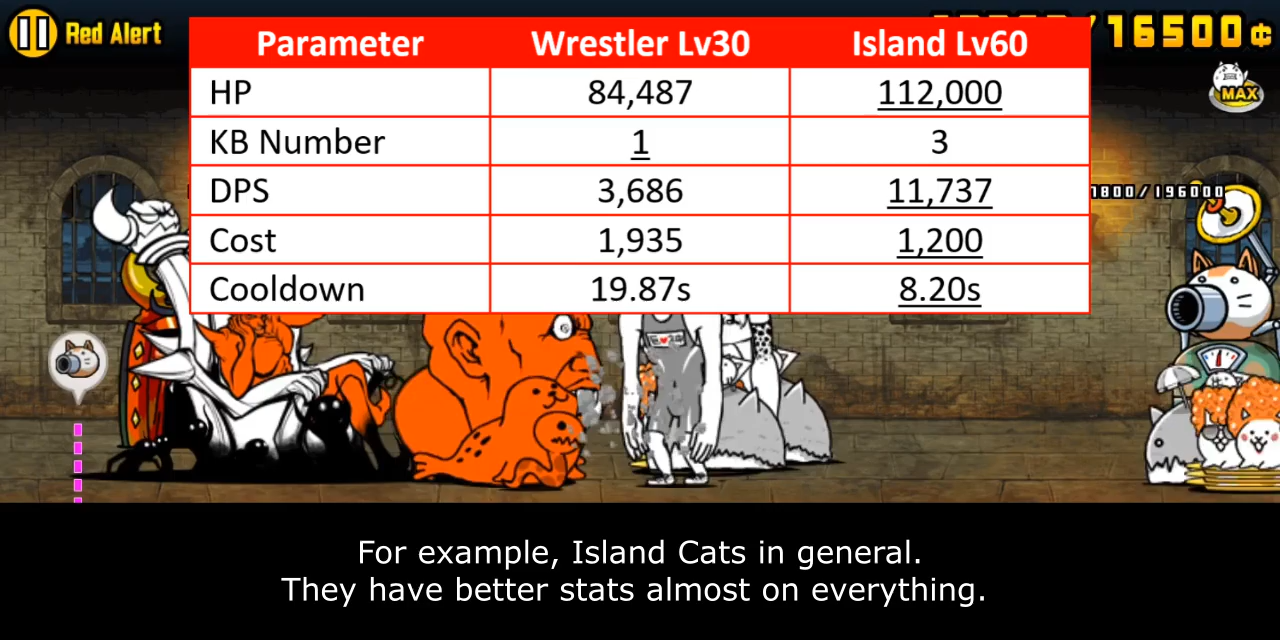 Red Alert
/16500¢
MAX
Parameter Wrestler Lv30 Island Lv60
HP 84,487 112,000
KB Number 1 3
DPS 3,686 11,737
Cost 1,935 1,200
Cooldown 19.87s 8.20s
1800/196000
For example, Island Cats in general.
They have better stats almost on everything.